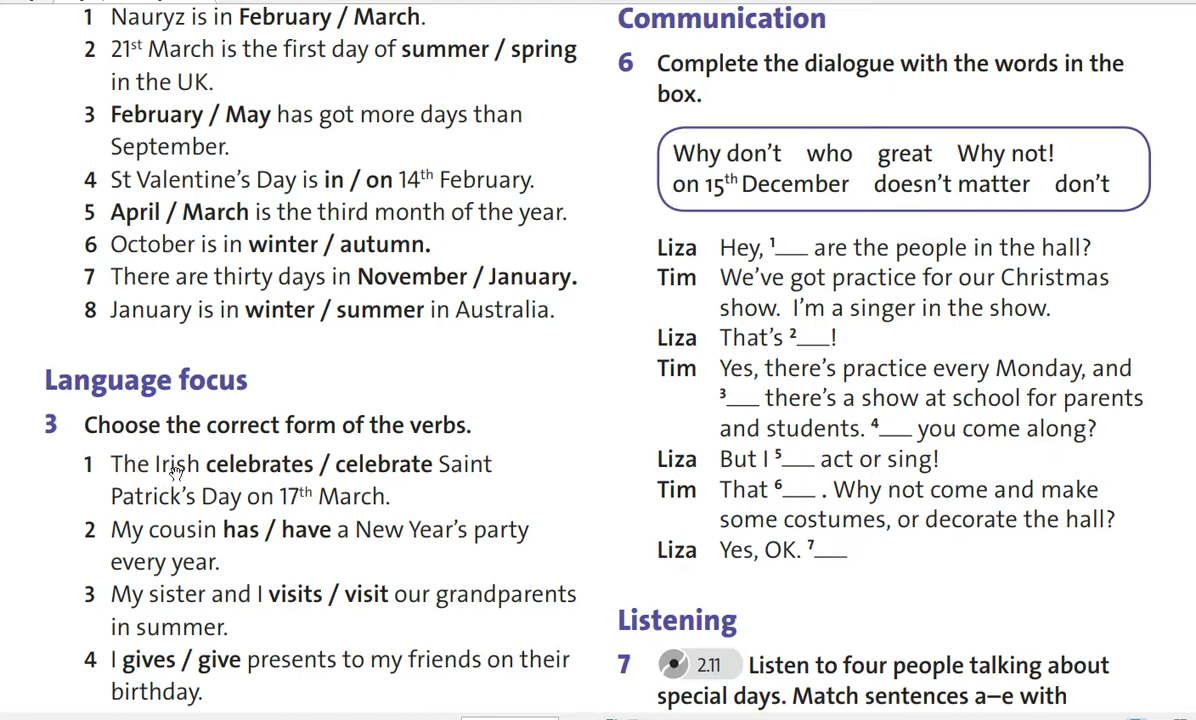 1 Nauryz is in February / March.
2 21st March is the first day of summer / spring
in the UK.
3 February / May has got more days than
September.
4 St Valentine's Day is in / on 14th February.
5 April / March is the third month of the year.
6 October is in winter / autumn.
7 There are thirty days in November / January.
8 January is in winter / summer in Australia.
Language focus
3 Choose the correct form of the verbs.
1 The Irish celebrates / celebrate Saint
Patrick's Day on 17th March.
2 My cousin has / have a New Year's party
every year.
3 My sister and I visits / visit our grandparents
in summer.
4 I gives / give presents to my friends on their
birthday.
Communication
6 Complete the dialogue with the words in the
box.
Why don't who great Why not!
on 15th December doesn't matter don't
Liza Hey, 1___ are the people in the hall?
Tim We've got practice for our Christmas
show. I'm a singer in the show.
Liza That's 2___!
Tim Yes, there's practice every Monday, and
3___ there's a show at school for parents
and students. 4___ you come along?
Liza But I 5___ act or sing!
Tim That 6___ . Why not come and make
some costumes, or decorate the hall?
Liza Yes, OK. 7___
Listening
7 2.11 Listen to four people talking about
special days. Match sentences a–e with